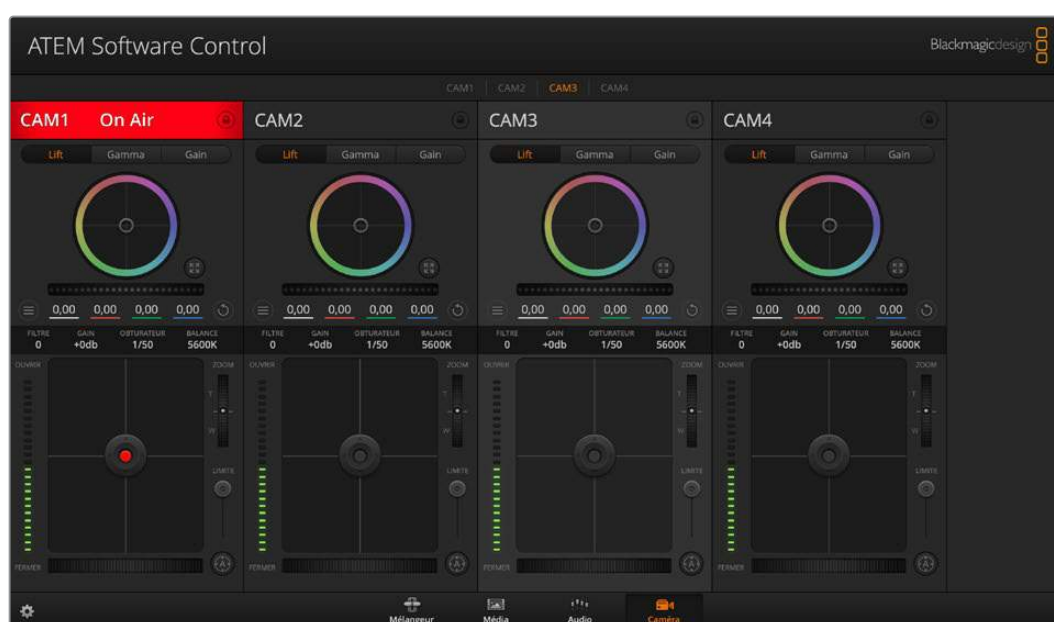 ATEM Software Control
Blackmagicdesign
CAM1 CAM2 CAM3 CAM4
CAM1 On Air CAM2 CAM3 CAM4
Lift Gamma Gain Lift Gamma Gain Lift Gamma Gain Lift Gamma Gain
0,00 0,00 0,00 0,00 0,00 0,00 0,00 0,00 0,00 0,00 0,00 0,00 0,00 0,00 0,00 0,00
FILTRE GAIN OBTURATEUR BALANCE FILTRE GAIN OBTURATEUR BALANCE FILTRE GAIN OBTURATEUR BALANCE FILTRE GAIN OBTURATEUR BALANCE
0 +0db 1/50 5600K 0 +0db 1/50 5600K 0 +0db 1/50 5600K 0 +0db 1/50 5600K
OUVRIR ZOOM OUVRIR ZOOM OUVRIR ZOOM OUVRIR ZOOM
T T T T
W W W W
LIMITE LIMITE LIMITE LIMITE
FERMER A FERMER A FERMER A FERMER A
Mélangeur Média Audio Caméra